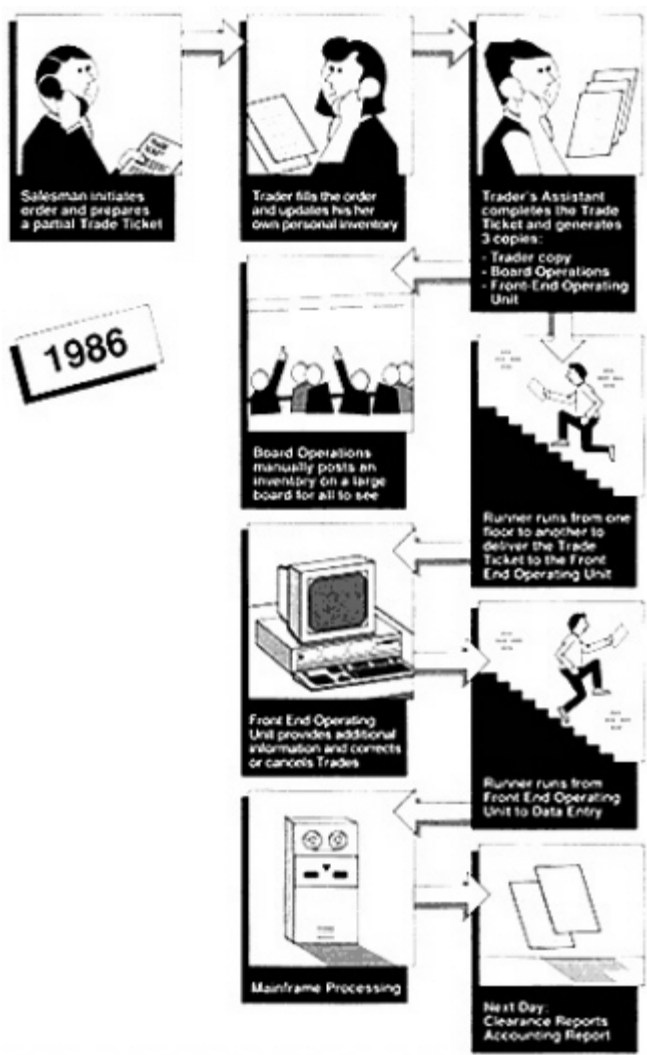 Salesman initiates
order and prepares
a partial Trade Ticket
Trader fills the order
and updates his her
own personal inventory
Trader's Assistant
completes the Trade
Ticket and generates
3 copies:
- Trader copy
- Board Operations
- Front-End Operating
Unit
1986
Board Operations
manually posts an
inventory on a large
board for all to see
Runner runs from one
floor to another to
deliver the Trade
Ticket to the Front
End Operating Unit
Front End Operating
Unit provides additional
information and corrects
or cancels Trades
Runner runs from
Front End Operating
Unit to Data Entry
Mainframe Processing
Next Day:
Clearance Reports
Accounting Report